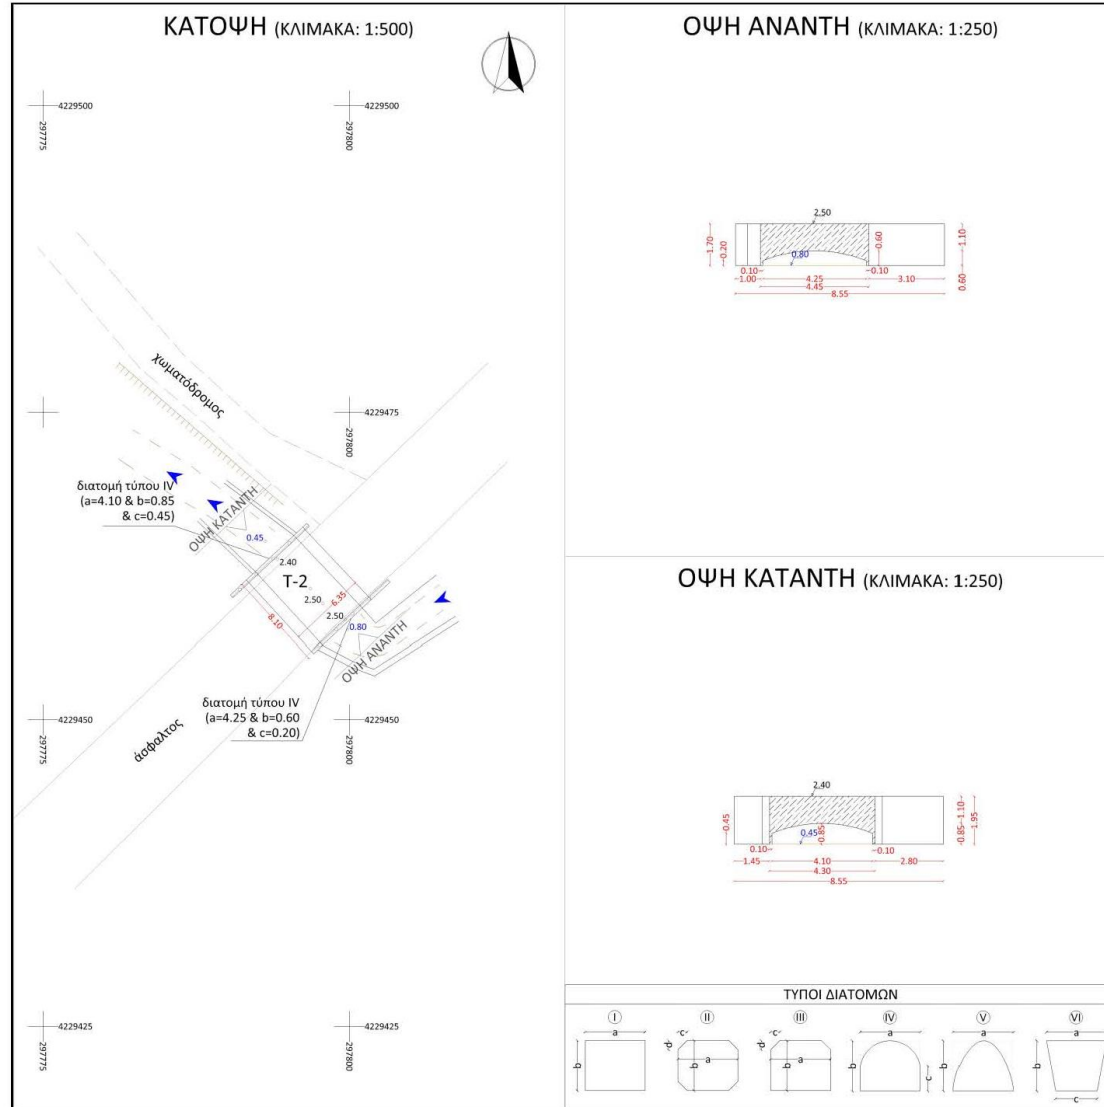 ΚΑΤΟΨΗ (ΚΛΙΜΑΚΑ: 1:500)
4229500
4229500
297775
297800
χωματόδρομος
4229475
297800
διατομή τύπου IV
(a=4.10 & b=0.85
& c=0.45)
ΟΨΗ ΚΑΤΑΝΤΗ
0.45
2.40
T-2
2.50
6.35
2.50
8.10
0.80
ΟΨΗ ΑΝΑΝΤΗ
διατομή τύπου IV
(a=4.25 & b=0.60
& c=0.20)
άσφαλτος
4229450
4229450
297775
297800
4229425
4229425
297775
297800
ΟΨΗ ΑΝΑΝΤΗ (ΚΛΙΜΑΚΑ: 1:250)
2.50
1.70
0.20
0.80
0.60
1.10
0.60
0.10
0.10
1.00
4.25
3.10
4.45
8.55
ΟΨΗ ΚΑΤΑΝΤΗ (ΚΛΙΜΑΚΑ: 1:250)
2.40
0.45
0.45
0.85
0.85
1.10
1.95
0.10
0.10
1.45
4.10
2.80
4.30
8.55
ΤΥΠΟΙ ΔΙΑΤΟΜΩΝ
I
II
III
IV
V
VI
a
b
c
d
a
b
c
d
a
b
a
b
c
a
b
a
b
c